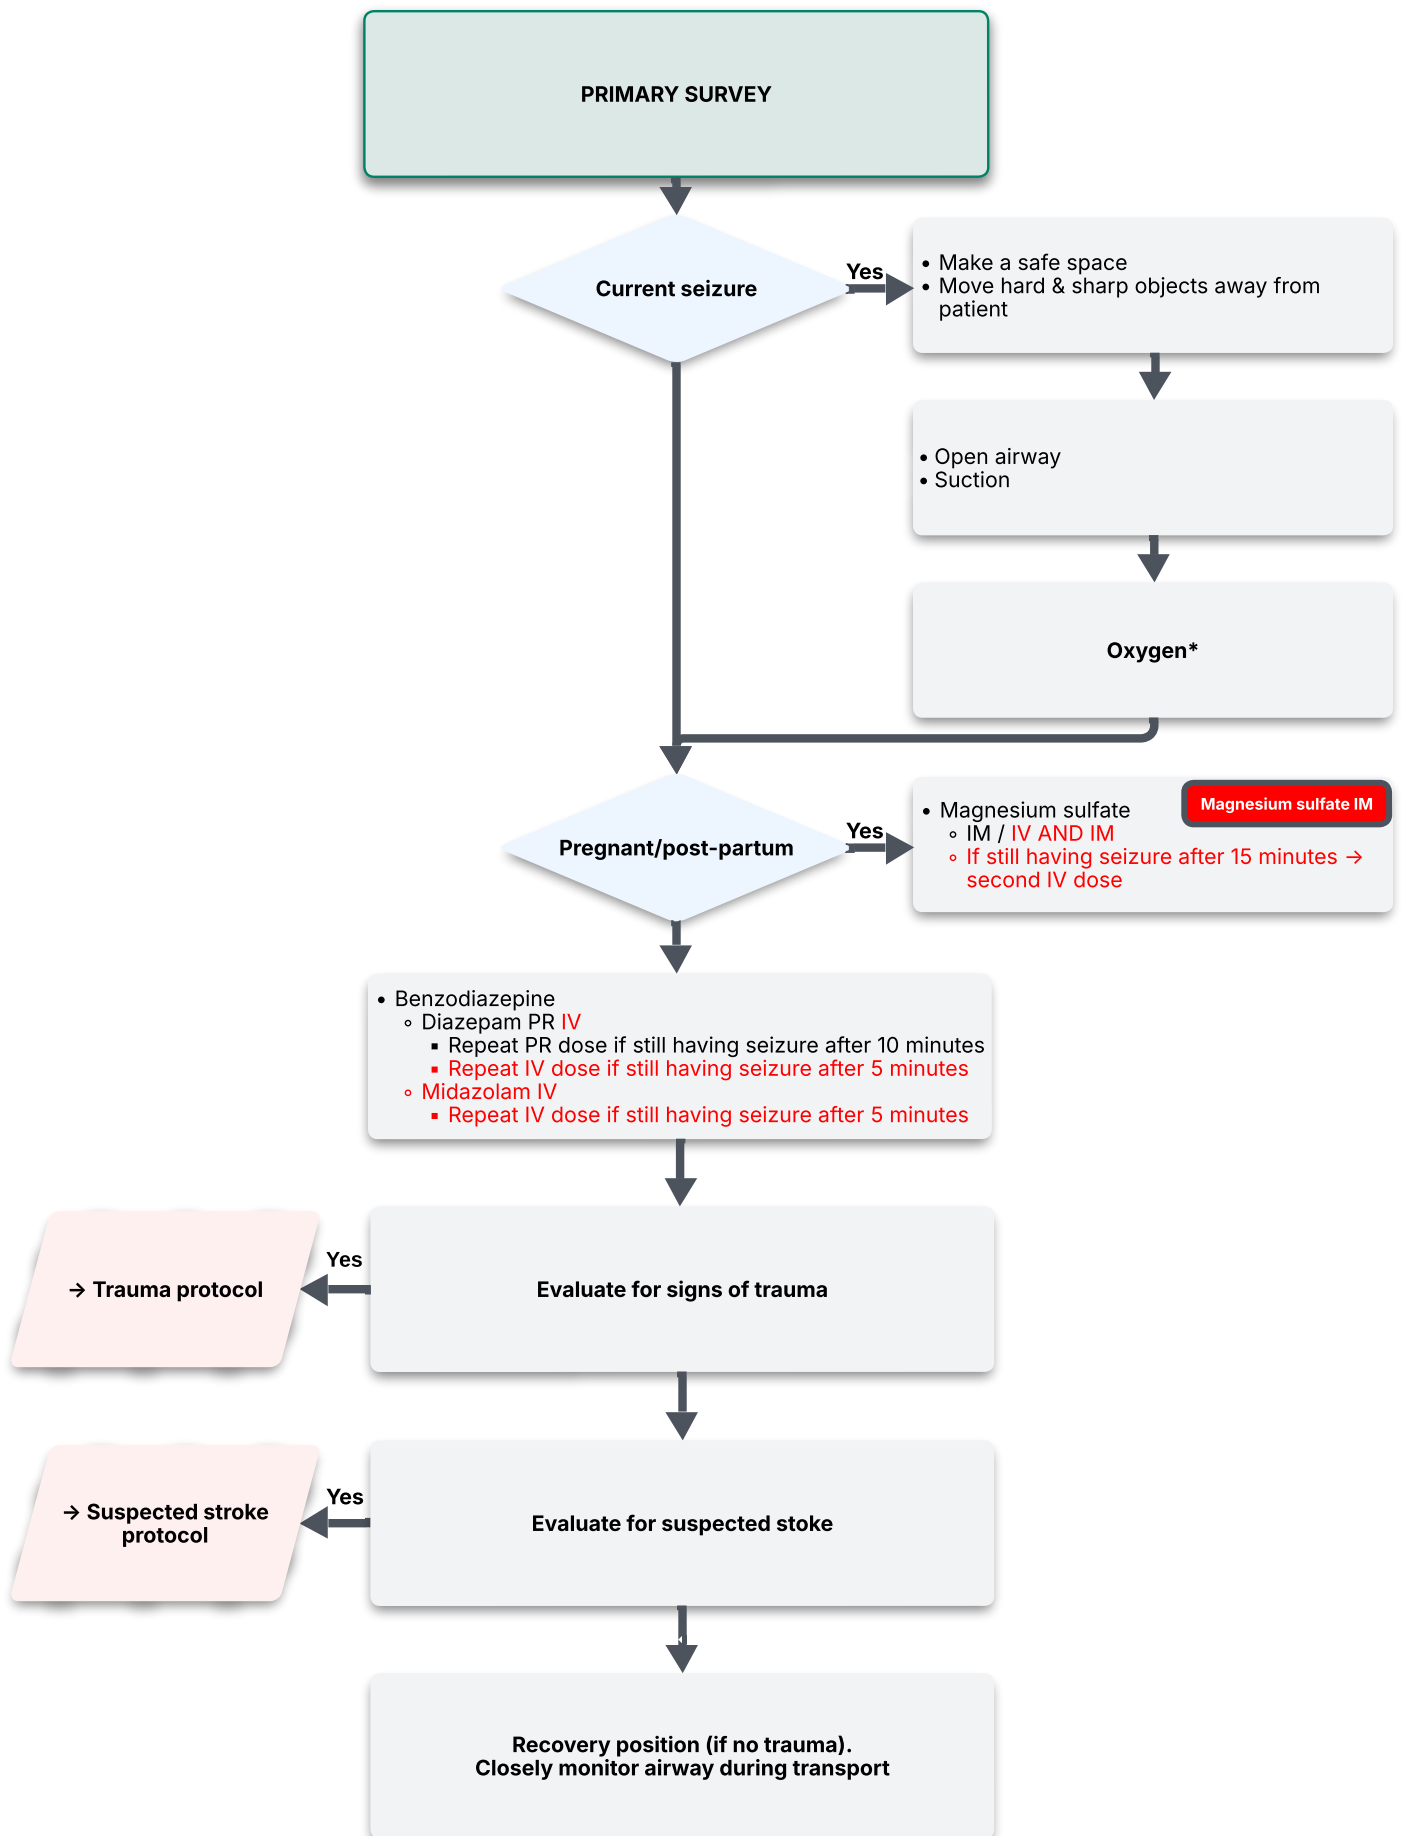 PRIMARY SURVEY
Current seizure
Yes
• Make a safe space
• Move hard & sharp objects away from
patient
• Open airway
• Suction
Oxygen*
Pregnant/post-partum
Yes
Magnesium sulfate IM
• Magnesium sulfate
◦ IM / IV AND IM
◦ If still having seizure after 15 minutes →
second IV dose
• Benzodiazepine
◦ Diazepam PR IV
▪ Repeat PR dose if still having seizure after 10 minutes
▪ Repeat IV dose if still having seizure after 5 minutes
◦ Midazolam IV
▪ Repeat IV dose if still having seizure after 5 minutes
Evaluate for signs of trauma
Yes
→ Trauma protocol
Evaluate for suspected stoke
Yes
→ Suspected stroke
protocol
Recovery position (if no trauma).
Closely monitor airway during transport